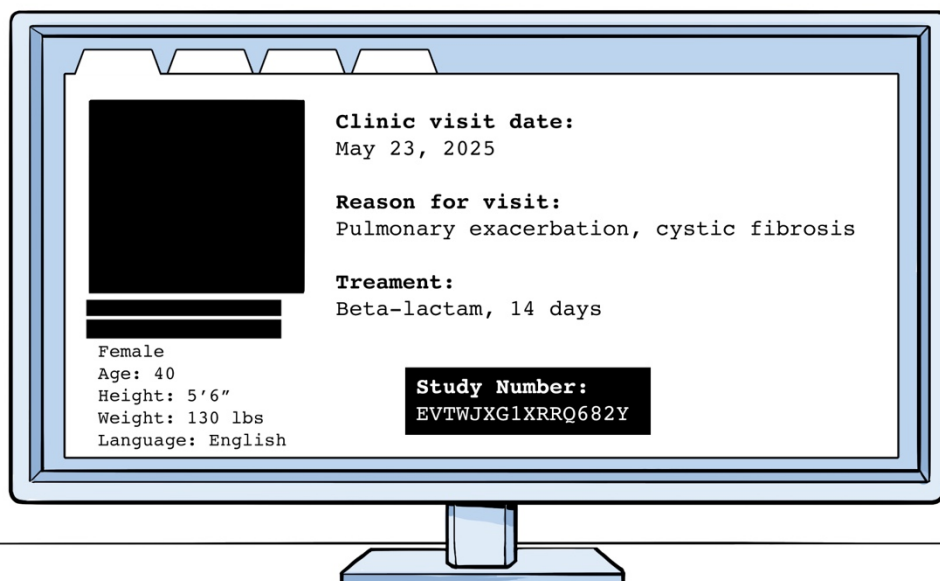 Clinic visit date:
May 23, 2025
Reason for visit:
Pulmonary exacerbation, cystic fibrosis
Treament:
Beta-lactam, 14 days
Female
Age: 40
Height: 5′6″
Weight: 130 lbs
Language: English
Study Number:
EVTWJXG1XRRQ682Y